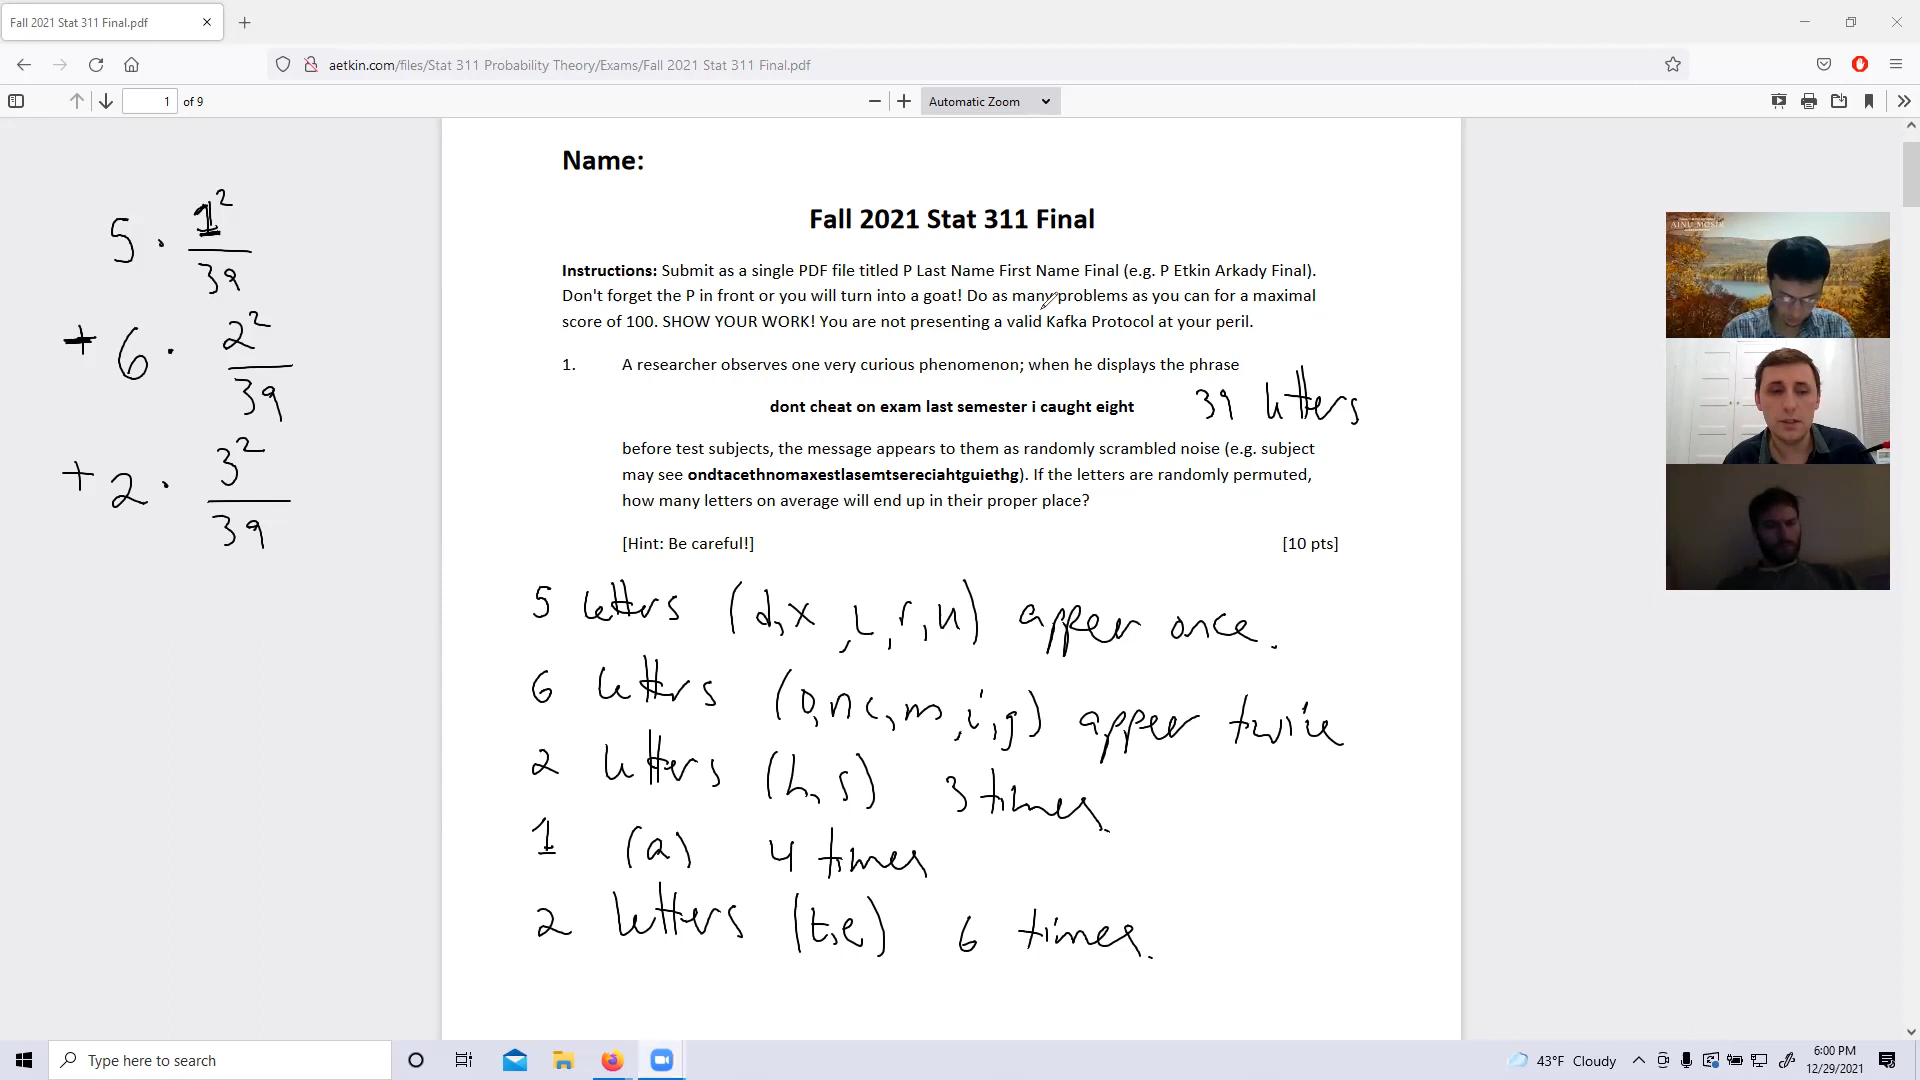 Fall 2021 Stat 311 Final.pdf
aetkin.com/files/Stat 311 Probability Theory/Exams/Fall 2021 Stat 311 Final.pdf
1 of 9
Automatic Zoom
Name:
Fall 2021 Stat 311 Final
Instructions: Submit as a single PDF file titled P Last Name First Name Final (e.g. P Etkin Arkady Final).
Don't forget the P in front or you will turn into a goat! Do as many problems as you can for a maximal
score of 100. SHOW YOUR WORK! You are not presenting a valid Kafka Protocol at your peril.
1. A researcher observes one very curious phenomenon; when he displays the phrase
dont cheat on exam last semester i caught eight
39 letters
before test subjects, the message appears to them as randomly scrambled noise (e.g. subject
may see ondtacethnomaxestlasemtsereciahtguiethg). If the letters are randomly permuted,
how many letters on average will end up in their proper place?
[Hint: Be careful!] [10 pts]
5 letters (d, x, l, r, u) apper once.
6 letters (o, n c, m, i, g) apper twice
2 letters (h, s) 3 times.
1 (a) 4 times
2 letters (t, e) 6 times.
5 · 1²
39
+ 6 · 2²
39
+ 2 · 3²
39
AINU MOSIR
Type here to search
43°F Cloudy
6:00 PM
12/29/2021